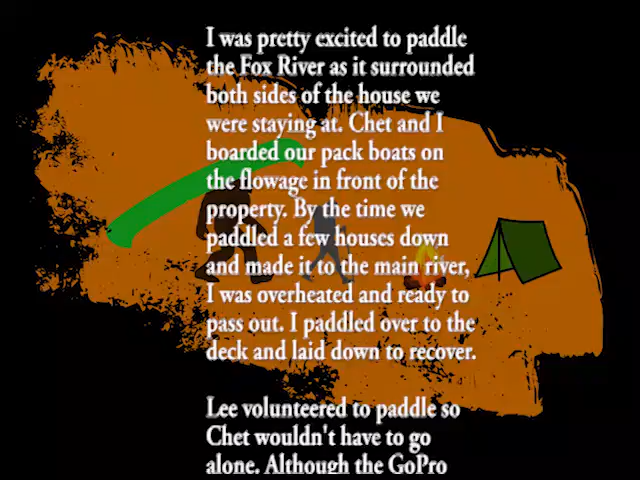 I was pretty excited to paddle
the Fox River as it surrounded
both sides of the house we
were staying at. Chet and I
boarded our pack boats on
the flowage in front of the
property. By the time we
paddled a few houses down
and made it to the main river,
I was overheated and ready to
pass out. I paddled over to the
deck and laid down to recover.
Lee volunteered to paddle so
Chet wouldn't have to go
alone. Although the GoPro